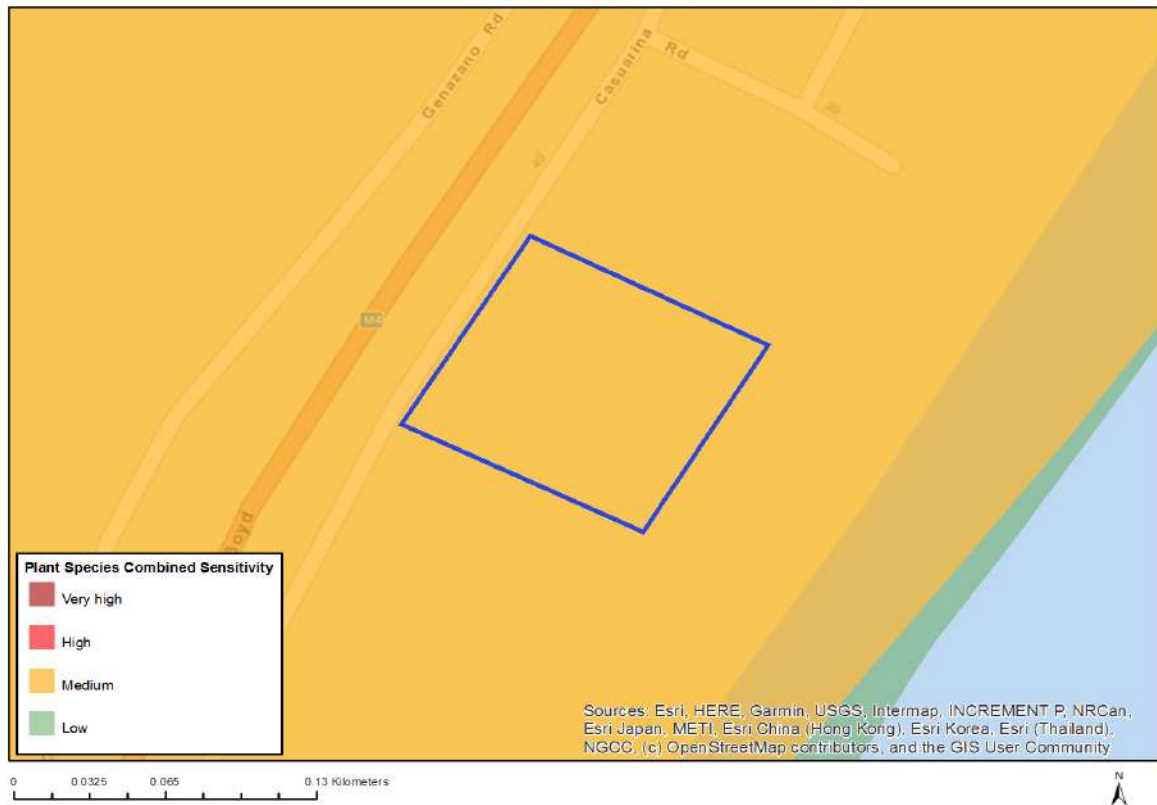 Genazano Rd
Casuarina
Rd
M4
Boyd
Plant Species Combined Sensitivity
Very high
High
Medium
Low
Sources: Esri, HERE, Garmin, USGS, Intermap, INCREMENT P, NRCan,
Esri Japan, METI, Esri China (Hong Kong), Esri Korea, Esri (Thailand),
NGCC, (c) OpenStreetMap contributors, and the GIS User Community
0 0.0325 0.065 0.13 Kilometers
N